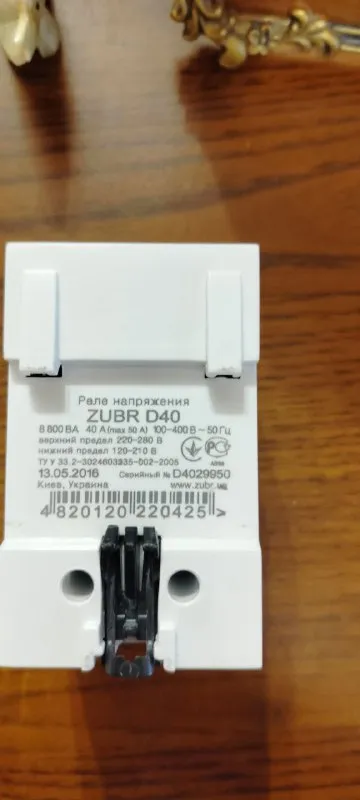 Реле напряжения
ZUBR D40
8 800 ВА 40 А (max 50 А) 100-400 В ~ 50 Гц
верхний предел 220-280 В
нижний предел 120-210 В
ТУ У 33.2-3024603935-002-2005
13.05.2016 Серийный № D4029950
Киев, Украина www.zubr.
4 820120 220425 >